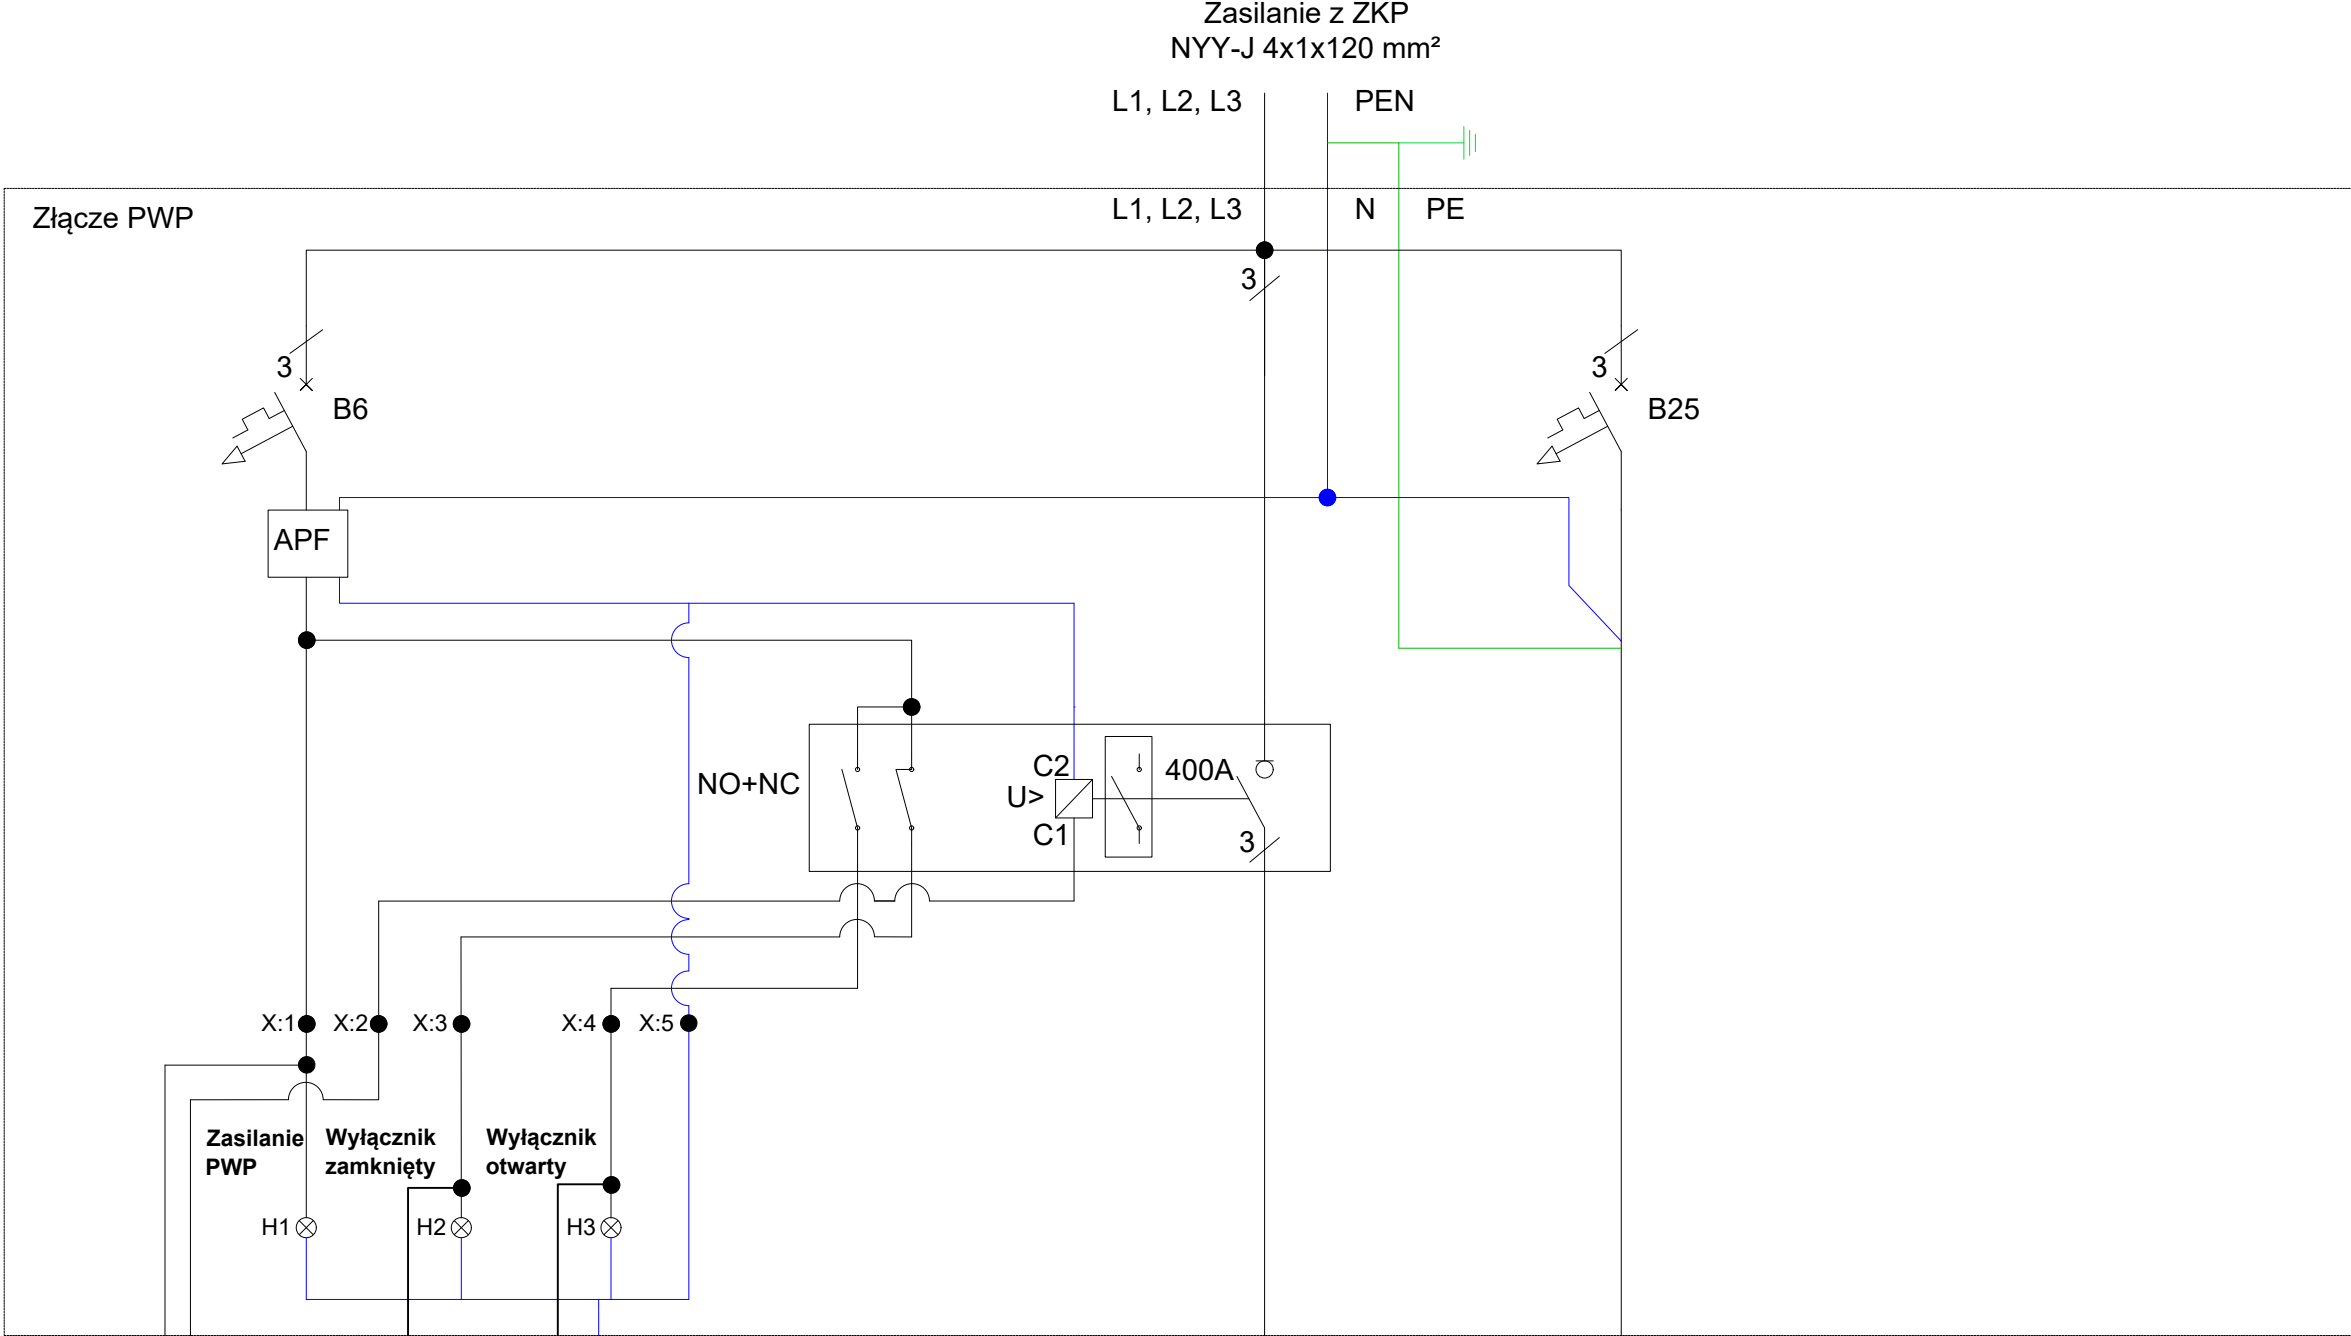 Zasilanie z ZKP
NYY-J 4x1x120 mm²
L1, L2, L3
PEN
Złącze PWP
L1, L2, L3
N
PE
3
3
B6
3
B25
APF
NO+NC
C2
U>
C1
400A
3
X:1
X:2
X:3
X:4
X:5
Zasilanie
PWP
Wyłącznik
zamknięty
Wyłącznik
otwarty
H1
H2
H3